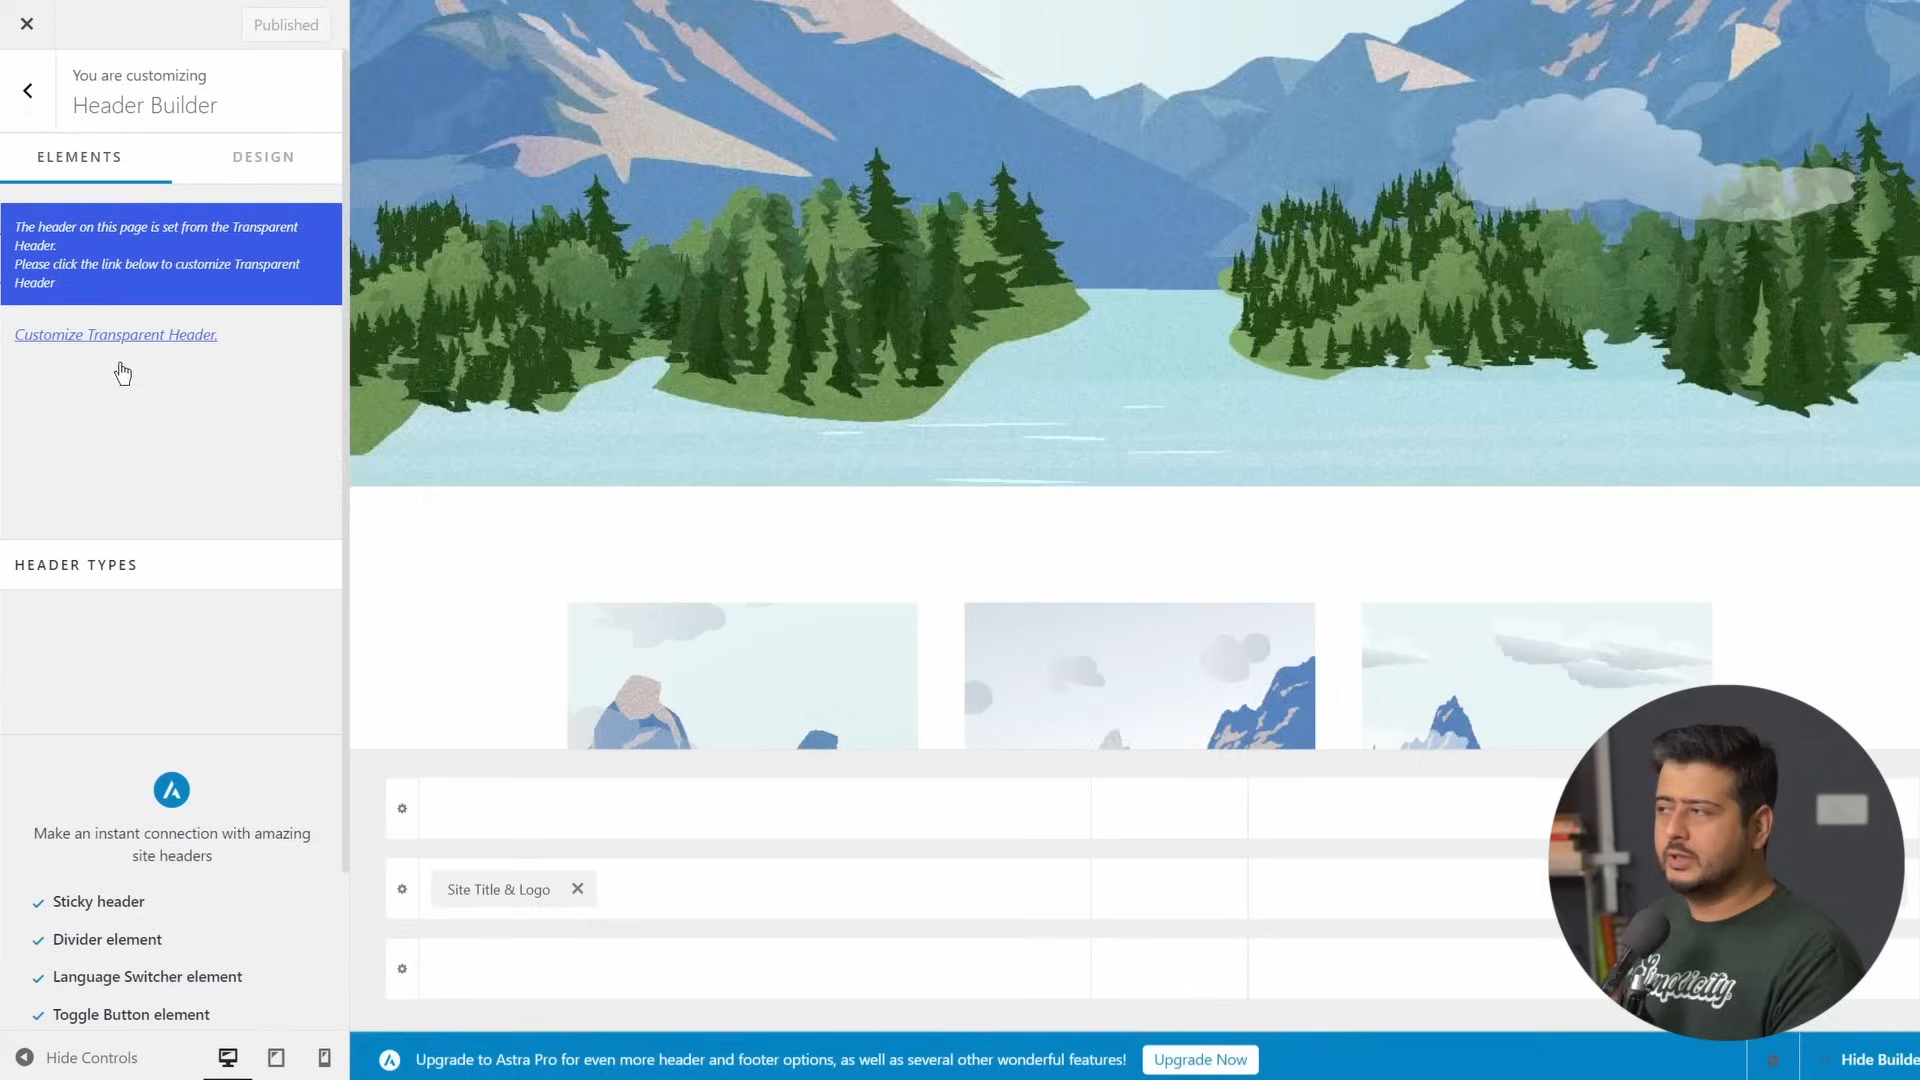 Published
You are customizing
Header Builder
ELEMENTS
DESIGN
The header on this page is set from the Transparent
Header.
Please click the link below to customize Transparent
Header
Customize Transparent Header.
HEADER TYPES
Make an instant connection with amazing
site headers
Sticky header
Divider element
Language Switcher element
Toggle Button element
Hide Controls
Site Title & Logo
Simplicity
Upgrade to Astra Pro for even more header and footer options, as well as several other wonderful features!
Upgrade Now
Hide Builde